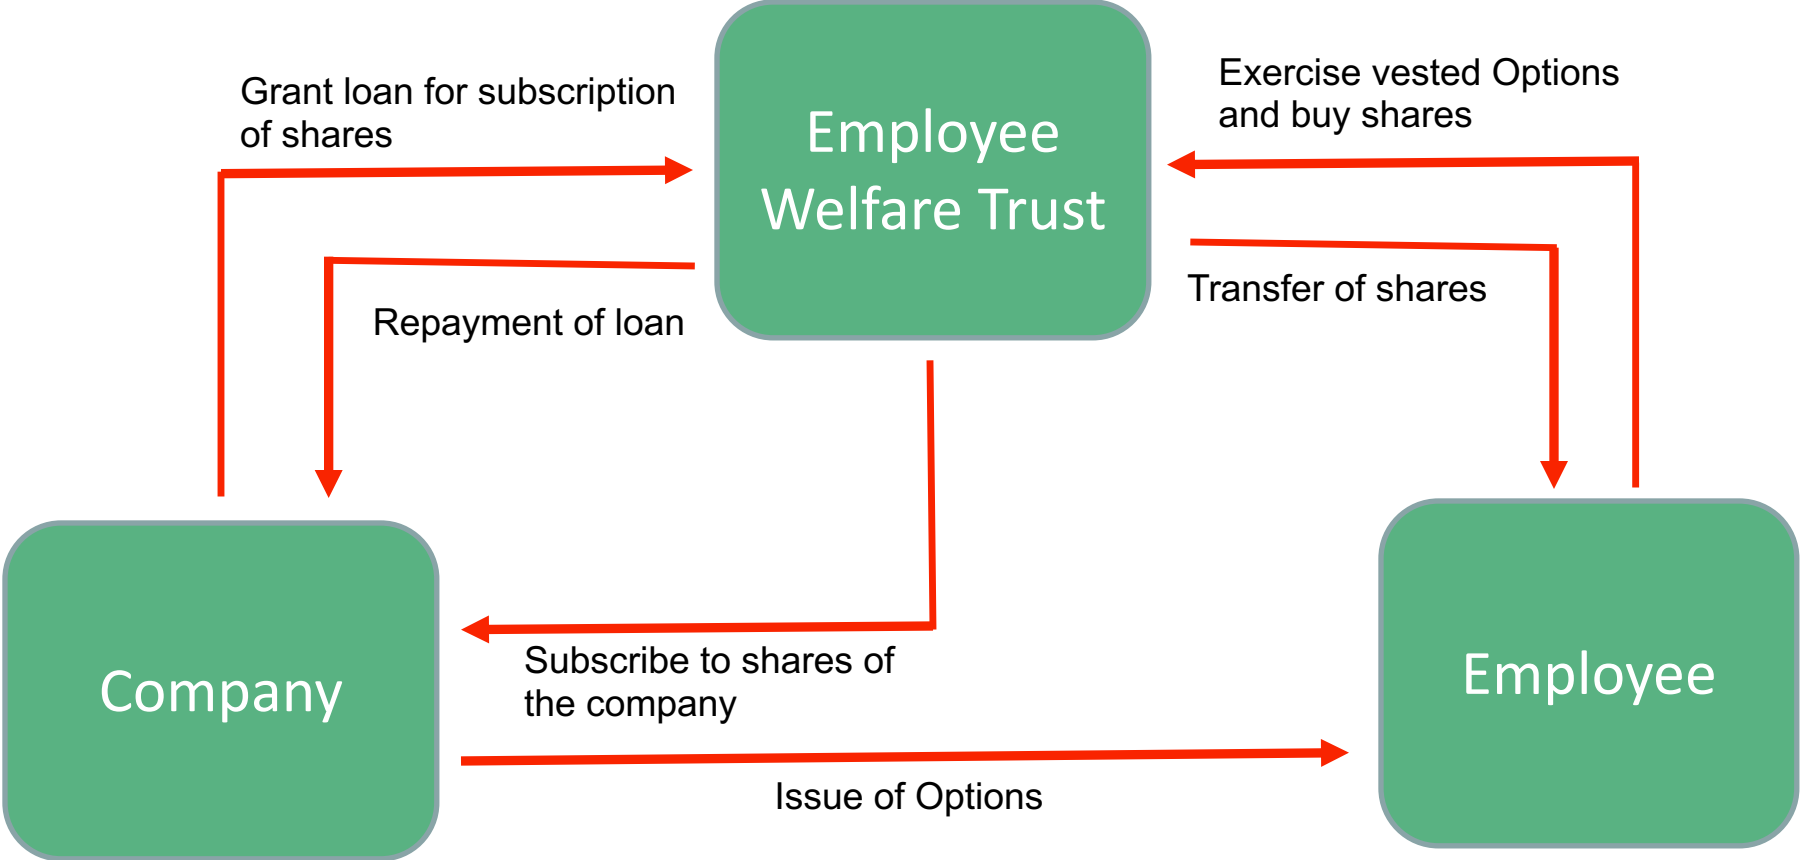 Grant loan for subscription
of shares
Employee
Welfare Trust
Exercise vested Options
and buy shares
Repayment of loan
Transfer of shares
Company
Subscribe to shares of
the company
Employee
Issue of Options